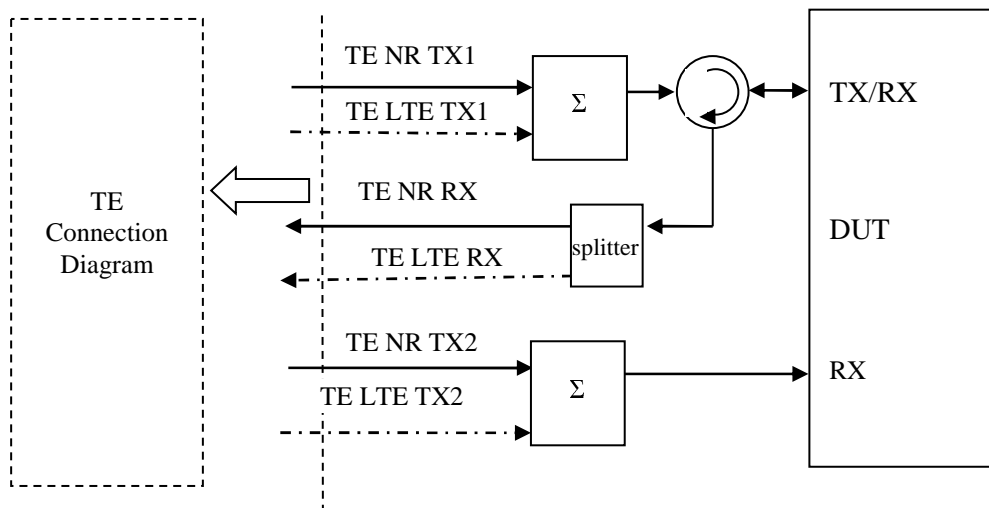 TE
Connection
Diagram
TE NR TX1
TE LTE TX1
Σ
TX/RX
TE NR RX
splitter
TE LTE RX
DUT
TE NR TX2
TE LTE TX2
Σ
RX